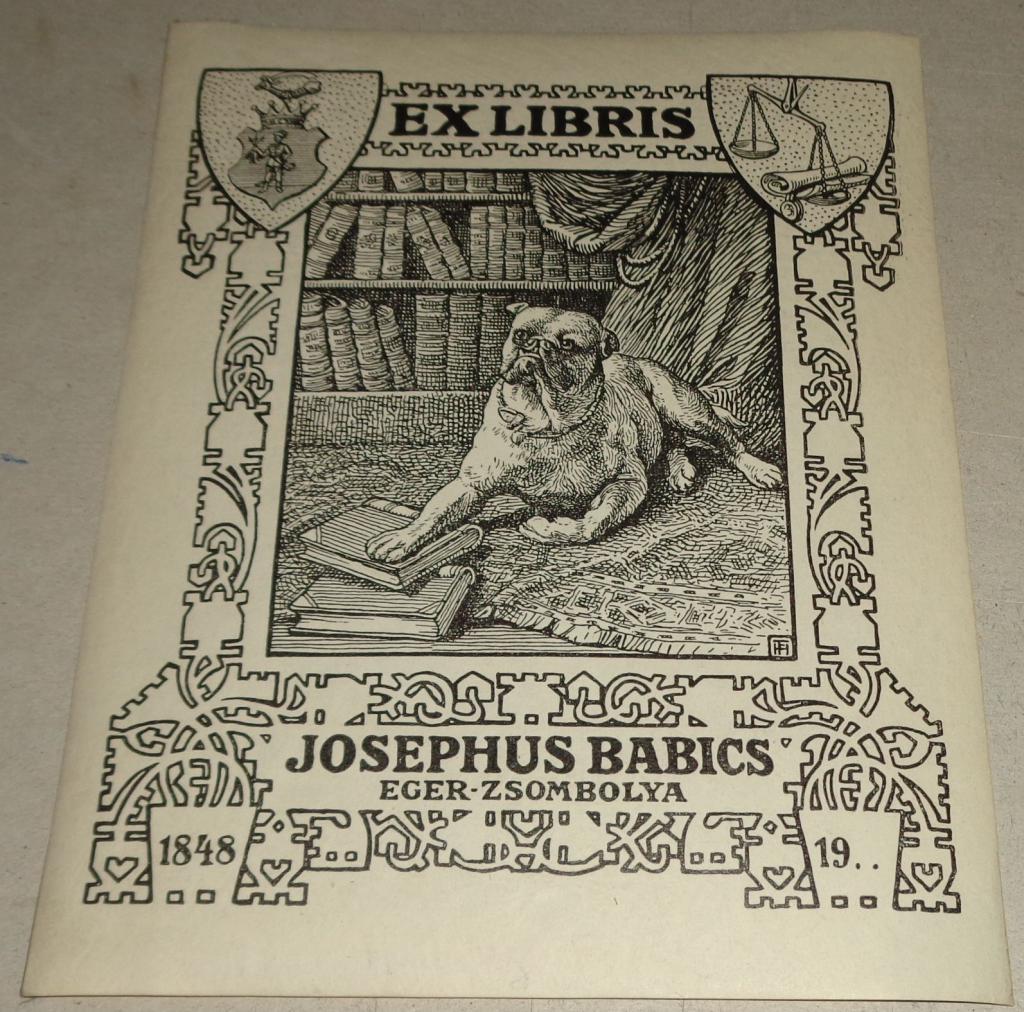 EX LIBRIS
JOSEPHUS BABICS
EGER-ZSOMBOLYA
1848
19..